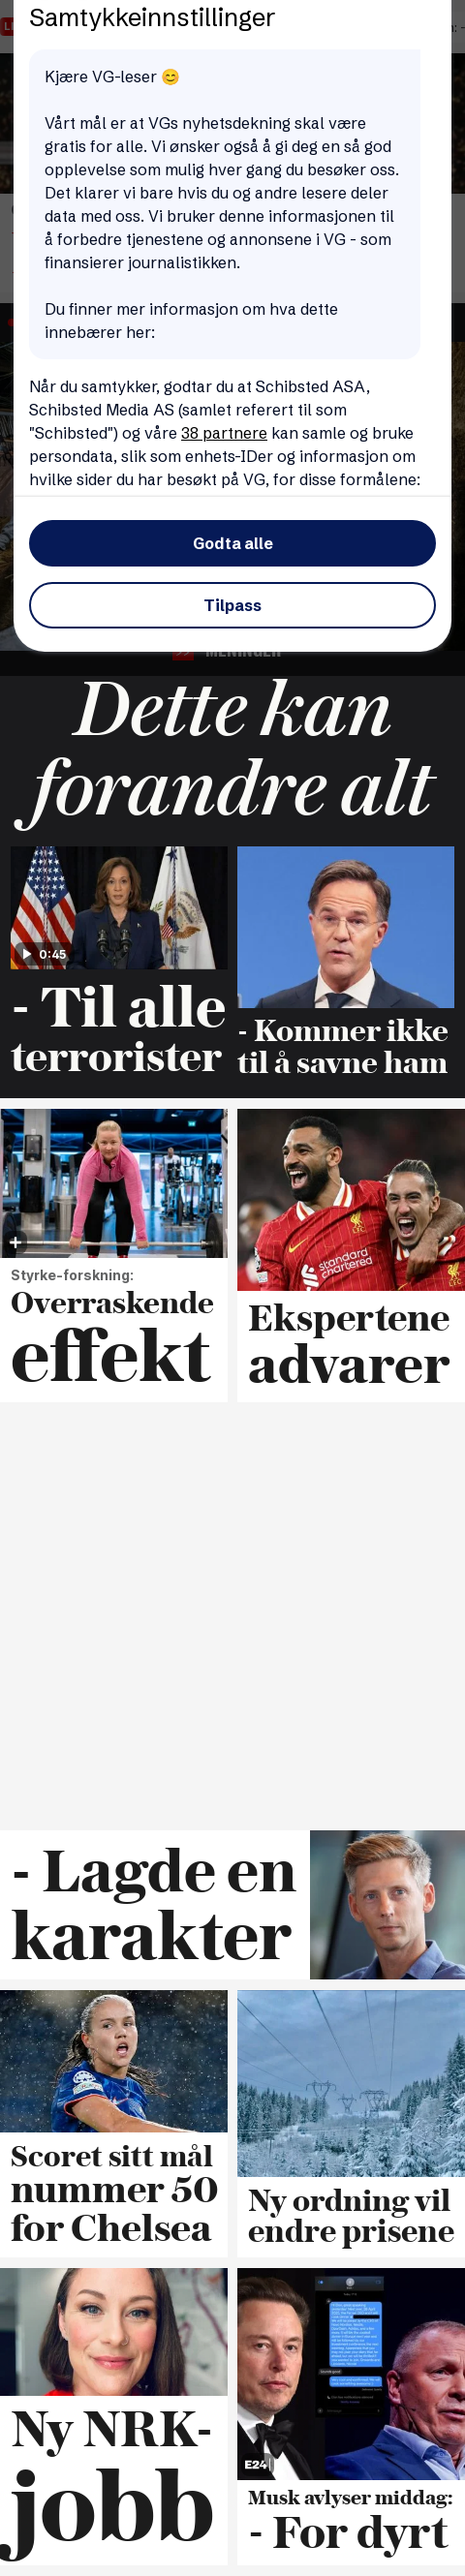 Samtykkeinnstillinger
Kjære VG-leser 😊
Vårt mål er at VGs nyhetsdekning skal være
gratis for alle. Vi ønsker også å gi deg en så god
opplevelse som mulig hver gang du besøker oss.
Det klarer vi bare hvis du og andre lesere deler
data med oss. Vi bruker denne informasjonen til
å forbedre tjenestene og annonsene i VG - som
finansierer journalistikken.
Du finner mer informasjon om hva dette
innebærer her:
Når du samtykker, godtar du at Schibsted ASA,
Schibsted Media AS (samlet referert til som
"Schibsted") og våre 38 partnere kan samle og bruke
persondata, slik som enhets-IDer og informasjon om
hvilke sider du har besøkt på VG, for disse formålene:
Godta alle
Tilpass
MENINGER
Dette kan
forandre alt
0:45
- Til alle
terrorister
- Kommer ikke
til å savne ham
Styrke-forskning:
Overraskende
effekt
standard
chartered
Ekspertene
advarer
- Lagde en
karakter
Scoret sitt mål
nummer 50
for Chelsea
Ny ordning vil
endre prisene
Ny NRK-
jobb
E24
Musk avlyser middag:
- For dyrt